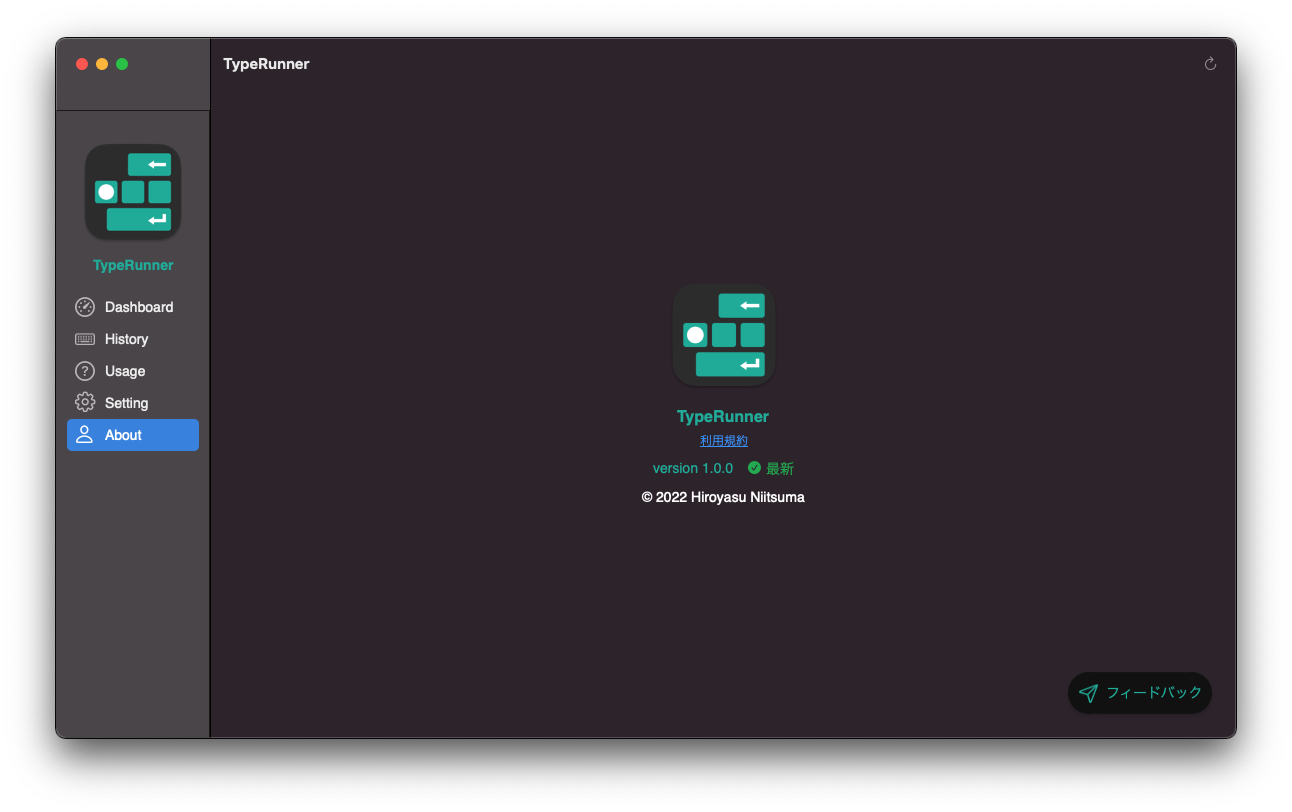 TypeRunner
TypeRunner
Dashboard
History
Usage
Setting
About
TypeRunner
利用規約
version 1.0.0 最新
© 2022 Hiroyasu Niitsuma
フィードバック